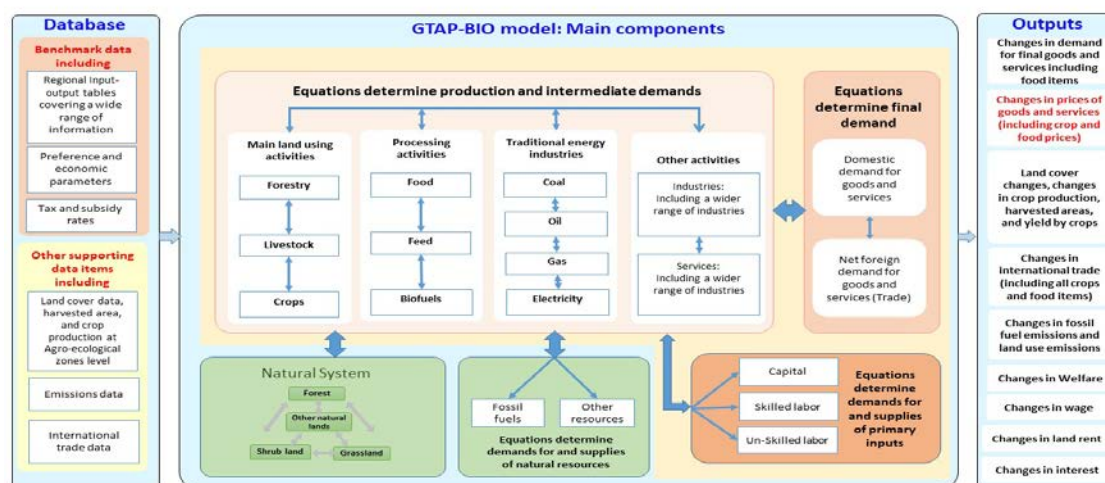 Database
Benchmark data
including
Regional Input-
output tables
covering a wide
range of
information
Preference and
economic
parameters
Tax and subsidy
rates
Other supporting
data items
including
Land cover data,
harvested area,
and crop
production at
Agro-ecological
zones level
Emissions data
International
trade data
GTAP-BIO model: Main components
Equations determine production and intermediate demands
Main land using
activities
Forestry
Livestock
Crops
Processing
activities
Food
Feed
Biofuels
Traditional energy
industries
Coal
Oil
Gas
Electricity
Other activities
Industries:
Including a wider
range of industries
Services:
Including a wider
range of industries
Equations
determine final
demand
Domestic
demand for
goods and
services
Net foreign
demand for
goods and
services (Trade)
Natural System
Forest
Other natural
lands
Shrub land
Grassland
Fossil
fuels
Other
resources
Equations determine
demands for and supplies
of natural resources
Capital
Skilled labor
Un-Skilled labor
Equations
determine
demands for
and supplies
of primary
inputs
Outputs
Changes in demand
for final goods and
services including
food items
Changes in prices of
goods and services
(including crop and
food prices)
Land cover
changes, changes
in crop production,
harvested areas,
and yield by crops
Changes in
international trade
(including all crops
and food items)
Changes in fossil
fuel emissions and
land use emissions
Changes in Welfare
Changes in wage
Changes in land rent
Changes in interest